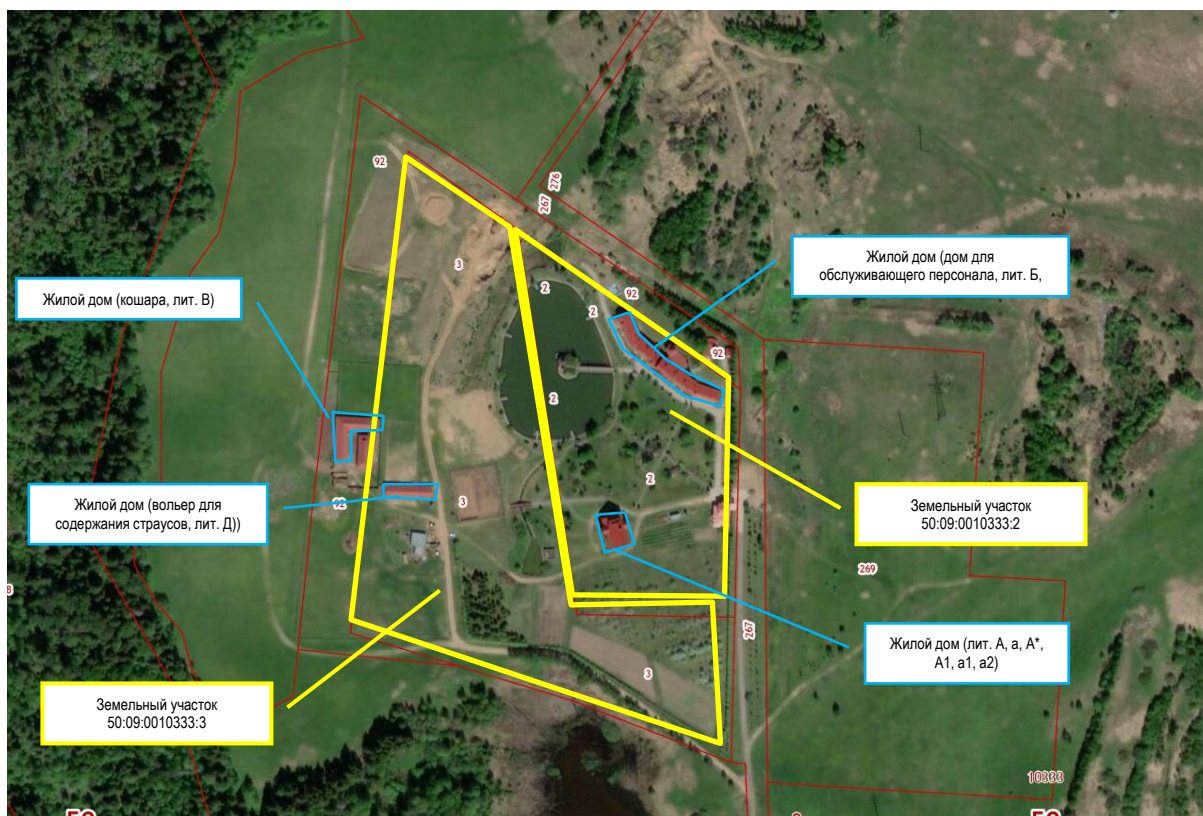 92
276
267
3
Жилой дом (дом для
обслуживающего персонала, лит. Б,
2
2
92
Жилой дом (кошара, лит. В)
92
2
2
Жилой дом (вольер для
содержания страусов, лит. Д))
92
3
Земельный участок
50:09:0010333:2
269
267
Жилой дом (лит. А, а, А*,
А1, а1, а2)
3
Земельный участок
50:09:0010333:3
10333